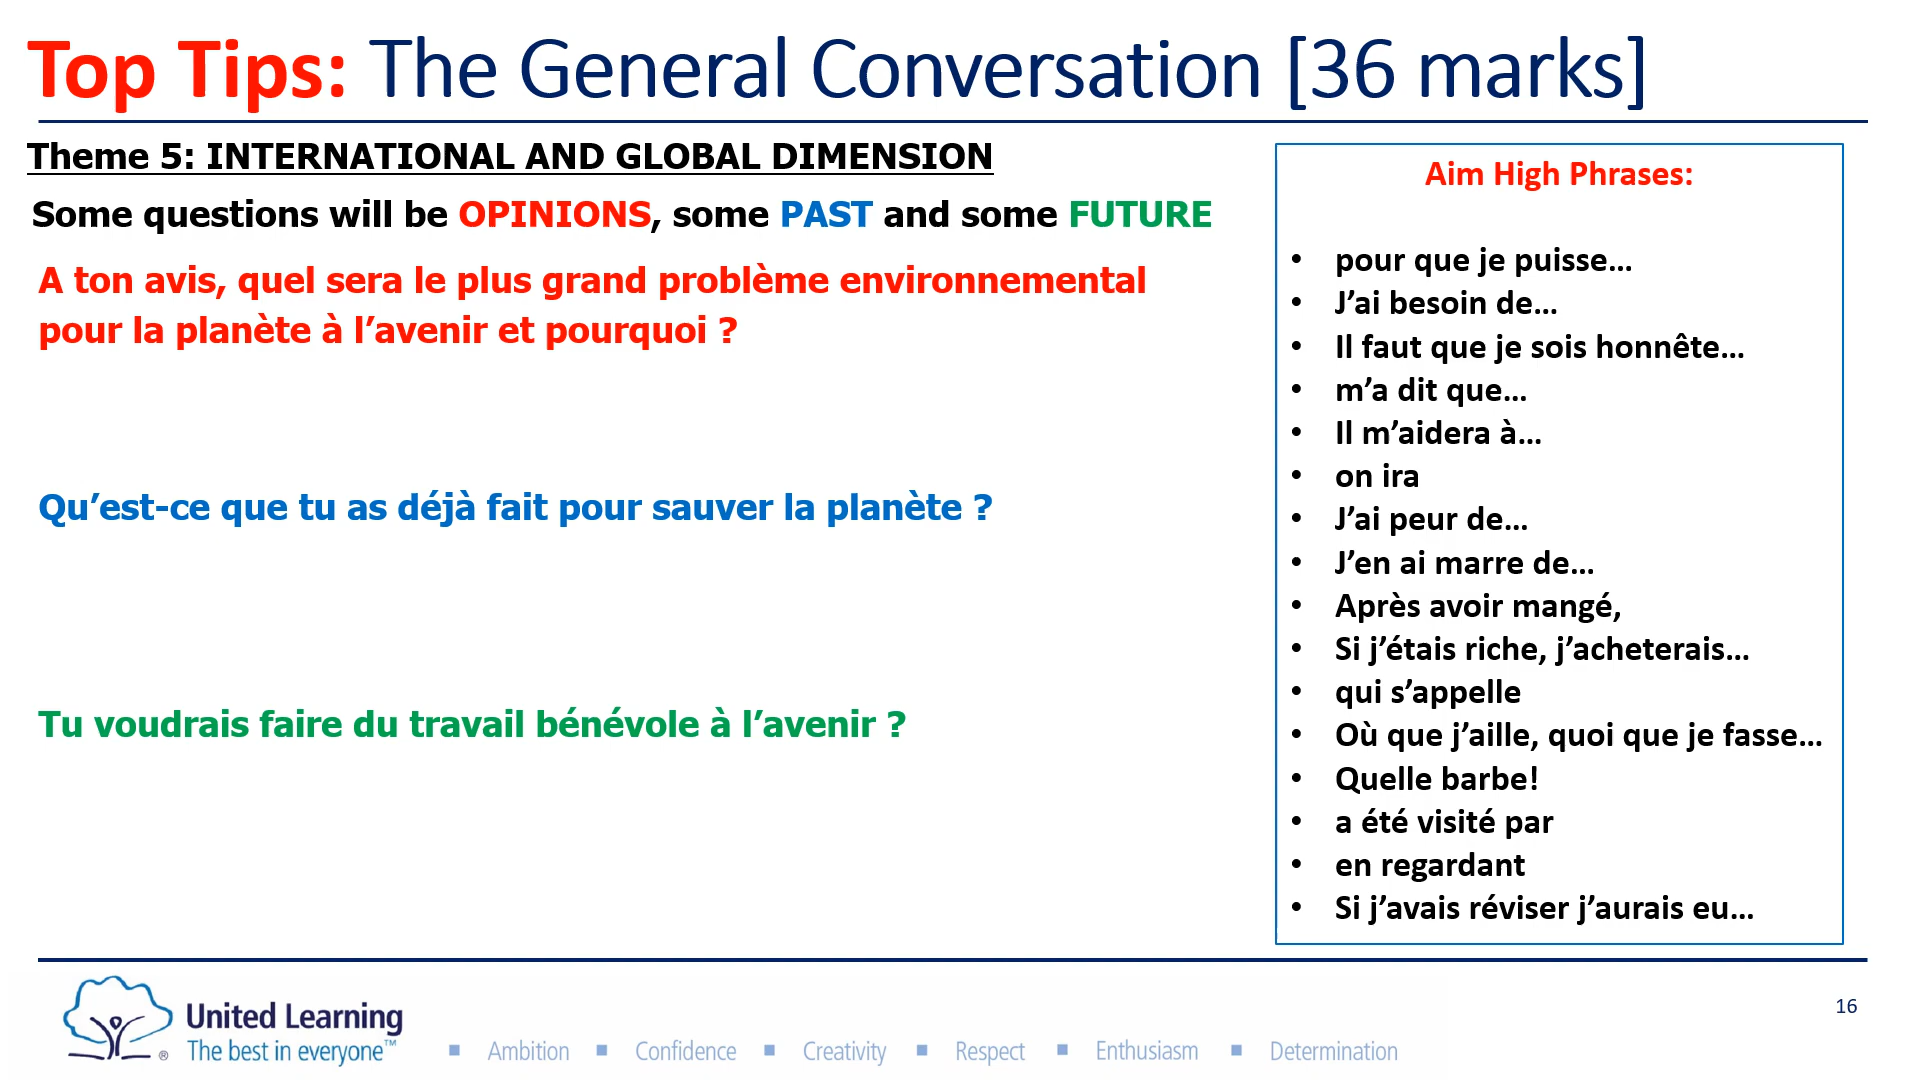 Top Tips: The General Conversation [36 marks]
Theme 5: INTERNATIONAL AND GLOBAL DIMENSION
Some questions will be OPINIONS, some PAST and some FUTURE
A ton avis, quel sera le plus grand problème environnemental
pour la planète à l’avenir et pourquoi ?
Qu’est-ce que tu as déjà fait pour sauver la planète ?
Tu voudrais faire du travail bénévole à l’avenir ?
Aim High Phrases:
• pour que je puisse…
• J’ai besoin de…
• Il faut que je sois honnête…
• m’a dit que…
• Il m’aidera à…
• on ira
• J’ai peur de…
• J’en ai marre de…
• Après avoir mangé,
• Si j’étais riche, j’acheterais…
• qui s’appelle
• Où que j’aille, quoi que je fasse…
• Quelle barbe!
• a été visité par
• en regardant
• Si j’avais réviser j’aurais eu…
United Learning
The best in everyone™
®
▪ Ambition ▪ Confidence ▪ Creativity ▪ Respect ▪ Enthusiasm ▪ Determination
16